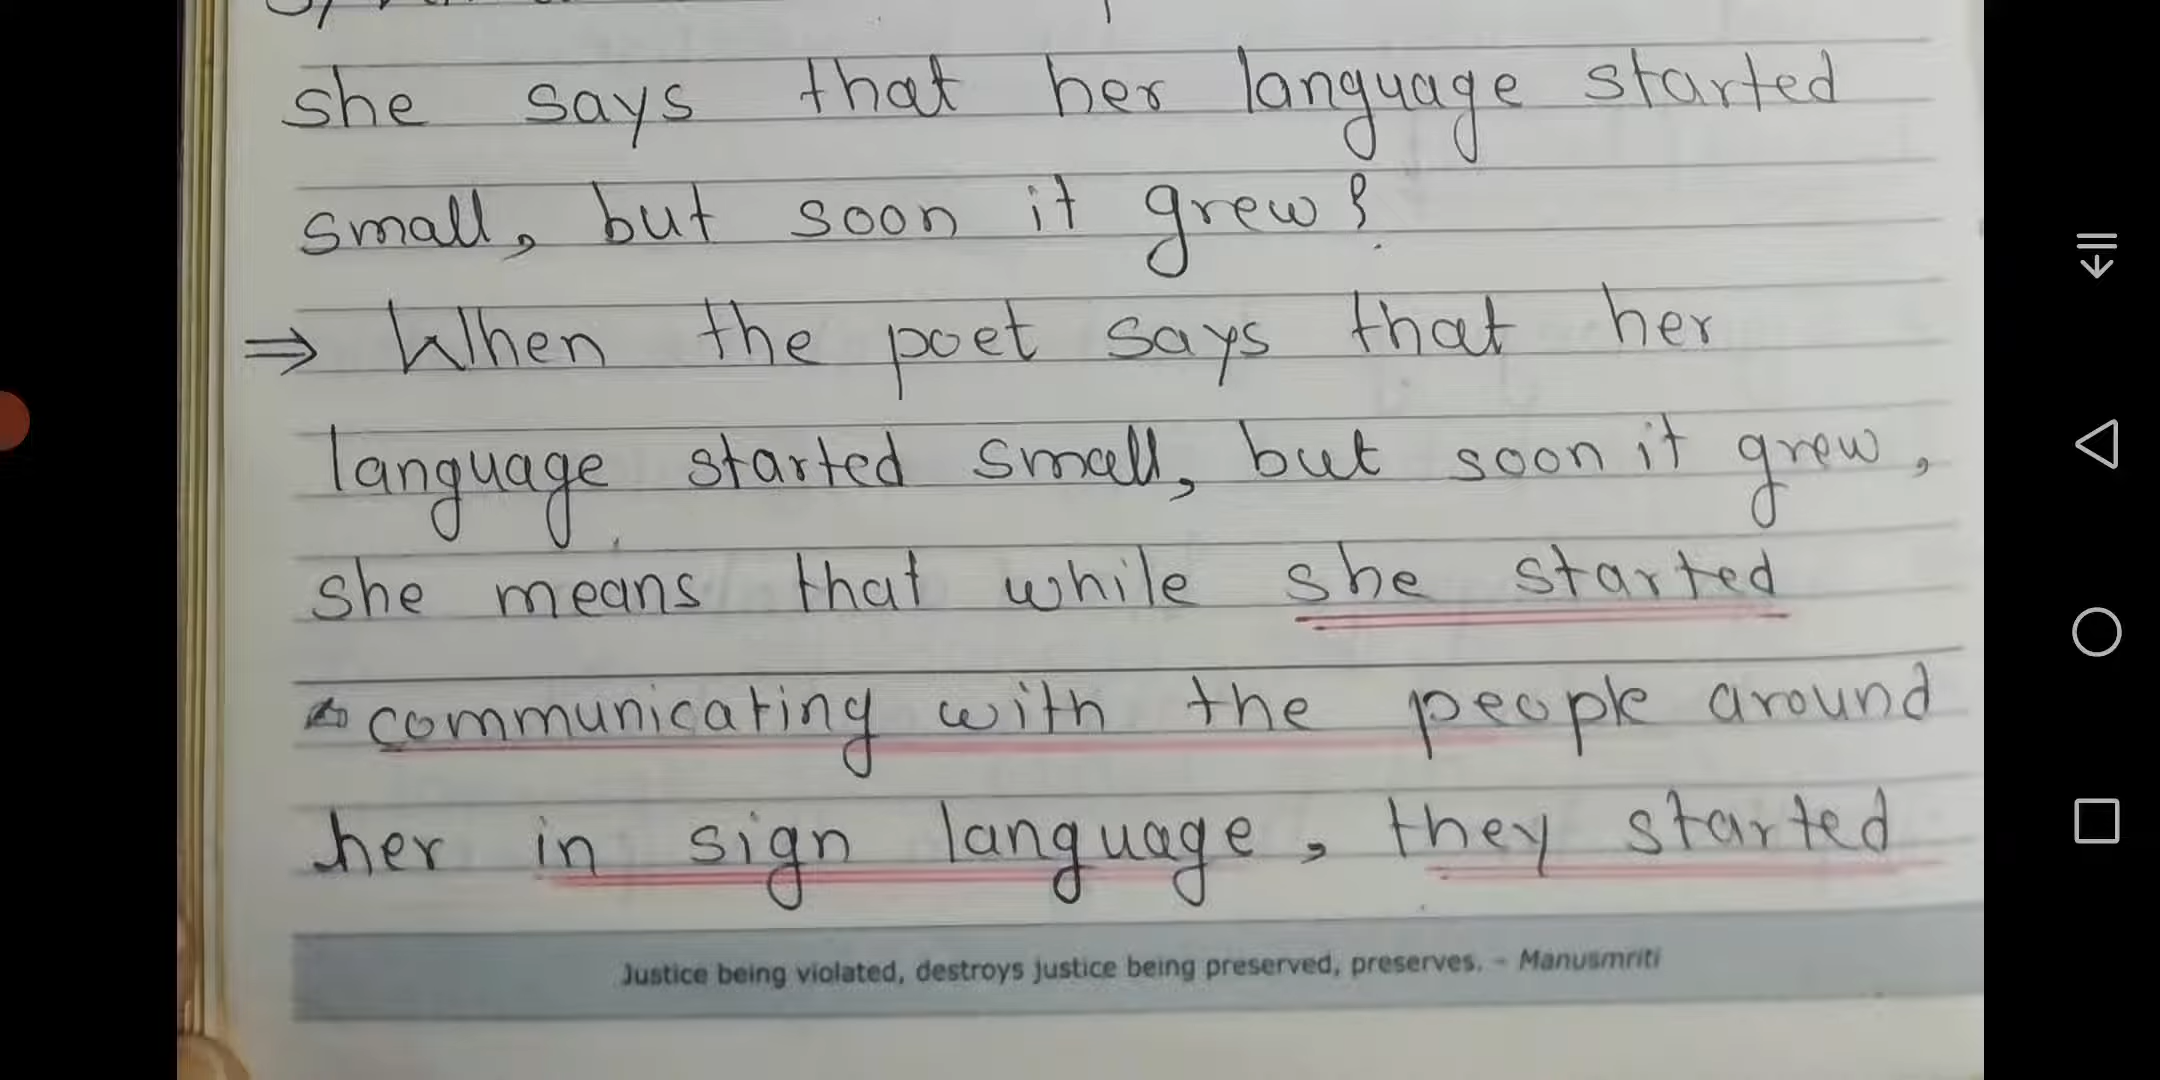 she says that her language started
small, but soon it grew?
⇒ When the poet says that her
language started small, but soon it grew,
she means that while she started
communicating with the people around
her in sign language, they started
Justice being violated, destroys justice being preserved, preserves. - Manusmriti